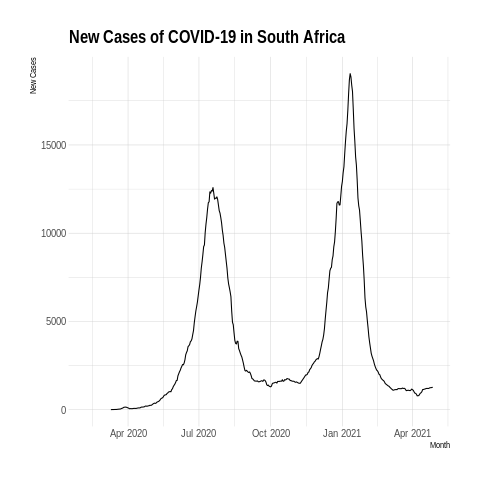 New Cases of COVID-19 in South Africa
New Cases
15000
10000
5000
0
Apr 2020 Jul 2020 Oct 2020 Jan 2021 Apr 2021
Month